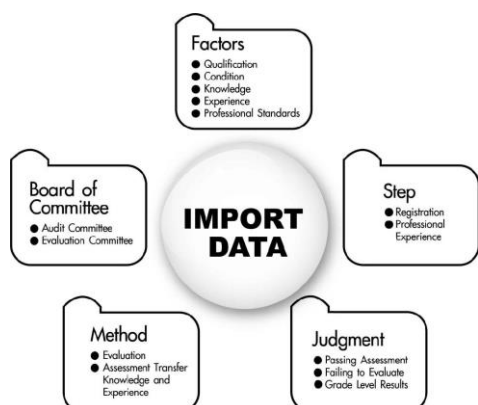 Factors
● Qualification
● Condition
● Knowledge
● Experience
● Professional Standards
Board of
Committee
● Audit Committee
● Evaluation Committee
IMPORT
DATA
Step
● Registration
● Professional
Experience
Method
● Evaluation
● Assessment Transfer
Knowledge and
Experience
Judgment
● Passing Assessment
● Failing to Evaluate
● Grade Level Results